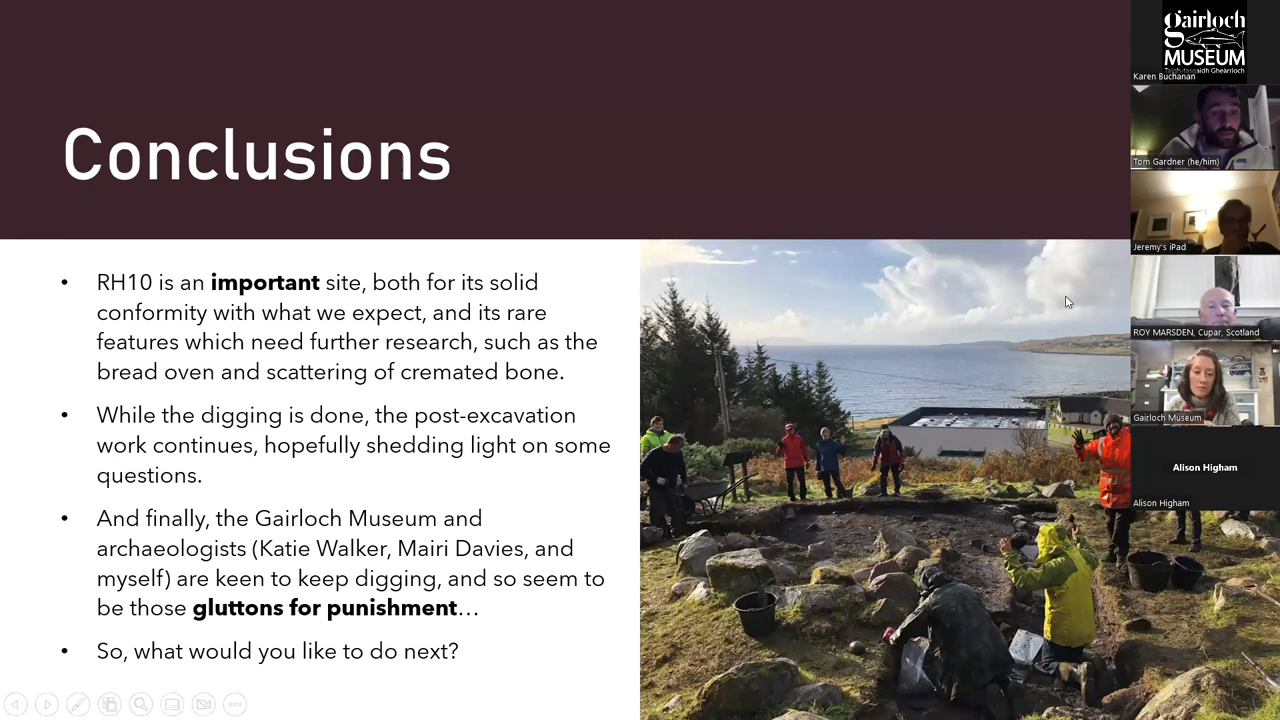 Conclusions
• RH10 is an important site, both for its solid
conformity with what we expect, and its rare
features which need further research, such as the
bread oven and scattering of cremated bone.
• While the digging is done, the post-excavation
work continues, hopefully shedding light on some
questions.
• And finally, the Gairloch Museum and
archaeologists (Katie Walker, Mairi Davies, and
myself) are keen to keep digging, and so seem to
be those gluttons for punishment…
• So, what would you like to do next?
gairloch
MUSEUM
Taigh-tasgaidh Gheàrrloch
Karen Buchanan
Tom Gardner (he/him)
Jeremy's iPad
ROY MARSDEN, Cupar, Scotland
Gairloch Museum
Alison Higham
Alison Higham